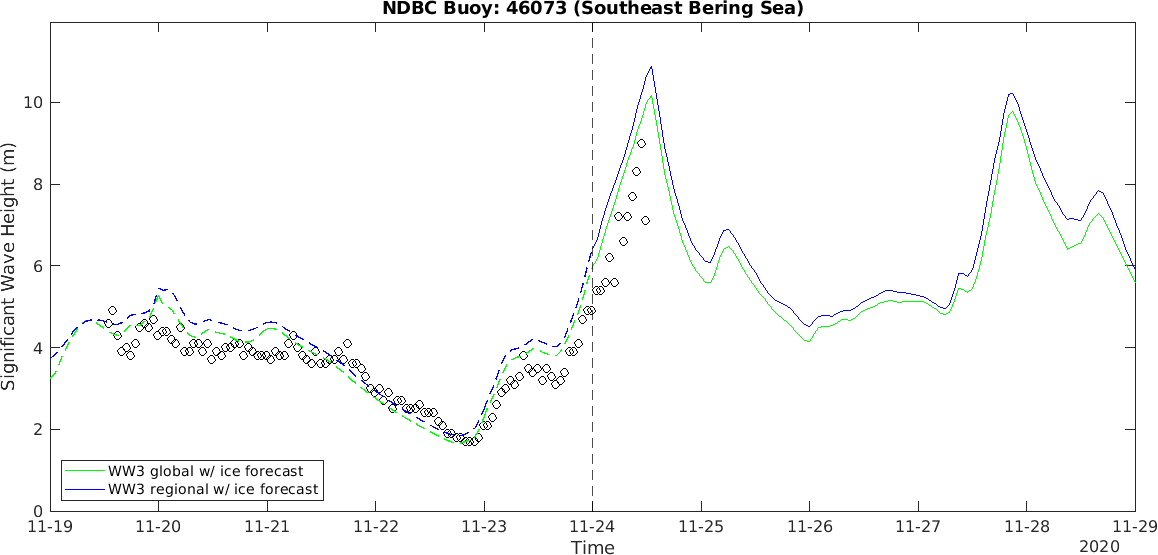 NDBC Buoy: 46073 (Southeast Bering Sea)
Significant Wave Height (m)
10
8
6
4
2
0
WW3 global w/ ice forecast
WW3 regional w/ ice forecast
11-19 11-20 11-21 11-22 11-23 11-24 11-25 11-26 11-27 11-28 11-29
Time
2020